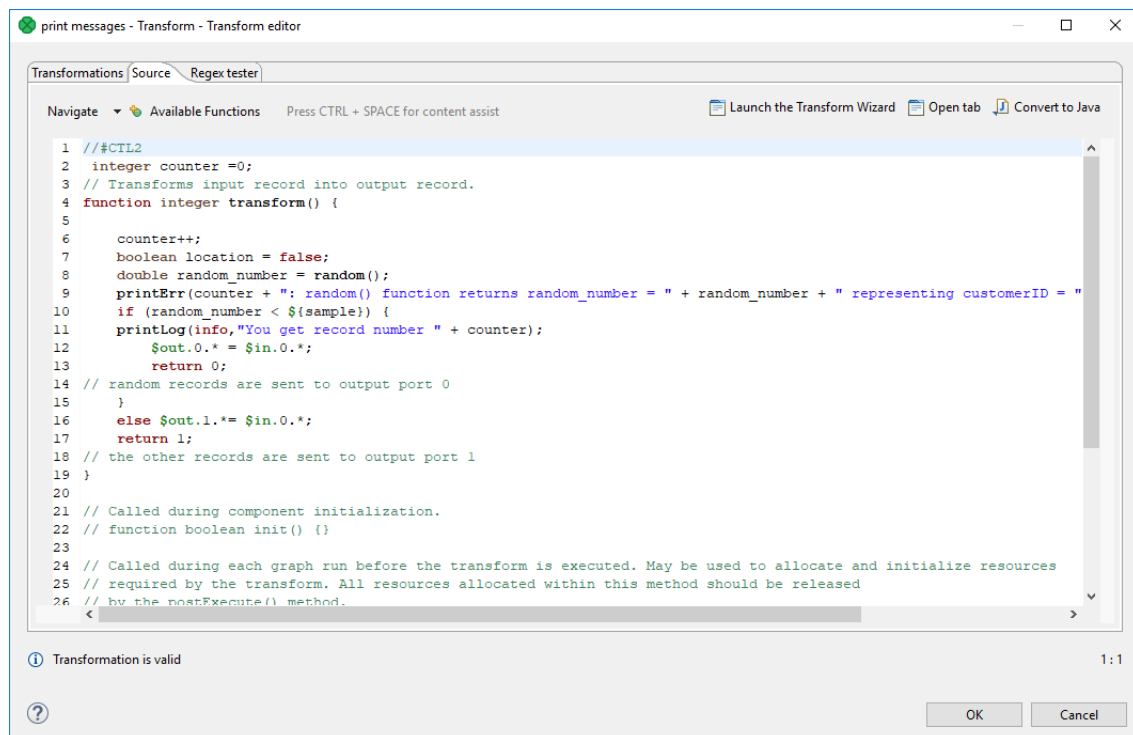 print messages - Transform - Transform editor
Transformations Source Regex tester
Navigate Available Functions Press CTRL + SPACE for content assist Launch the Transform Wizard Open tab Convert to Java
1 //#CTL2
2 integer counter =0;
3 // Transforms input record into output record.
4 function integer transform() {
5
6 counter++;
7 boolean location = false;
8 double random_number = random();
9 printErr(counter + ": random() function returns random_number = " + random_number + " representing customerID = "
10 if (random_number < ${sample}) {
11 printLog(info,"You get record number " + counter);
12 $out.0.* = $in.0.*;
13 return 0;
14 // random records are sent to output port 0
15 }
16 else $out.1.*= $in.0.*;
17 return 1;
18 // the other records are sent to output port 1
19 }
20
21 // Called during component initialization.
22 // function boolean init() {}
23
24 // Called during each graph run before the transform is executed. May be used to allocate and initialize resources
25 // required by the transform. All resources allocated within this method should be released
26 // by the postExecute() method.
Transformation is valid 1 : 1
OK Cancel